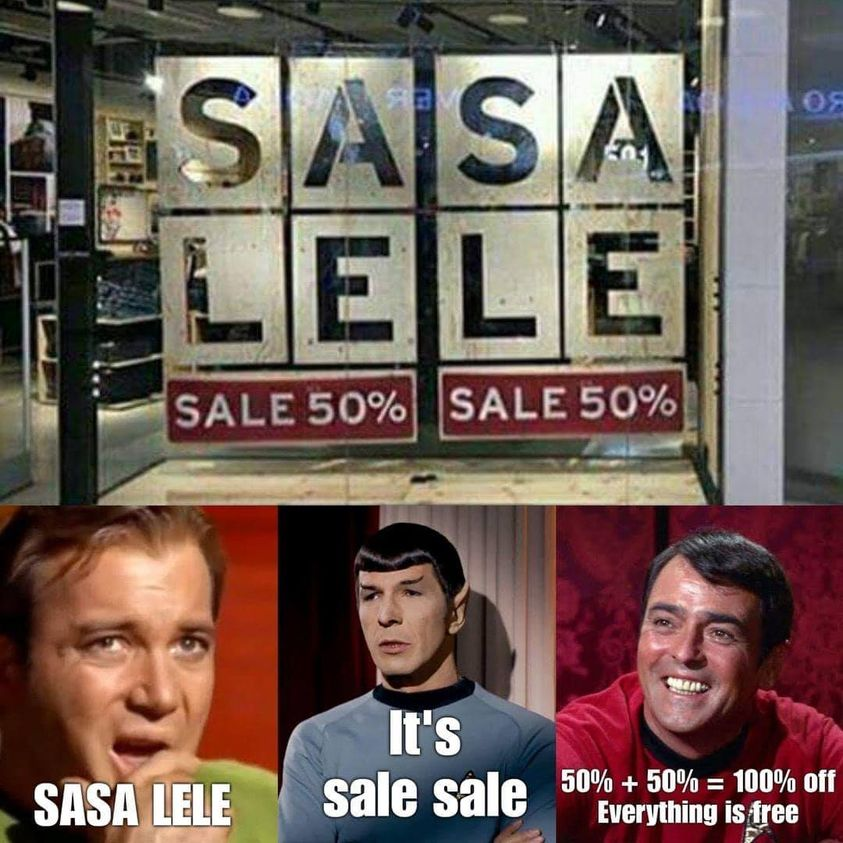 SASA
LELE
SALE 50% SALE 50%
SASA LELE
It's
sale sale
50% + 50% = 100% off
Everything is free